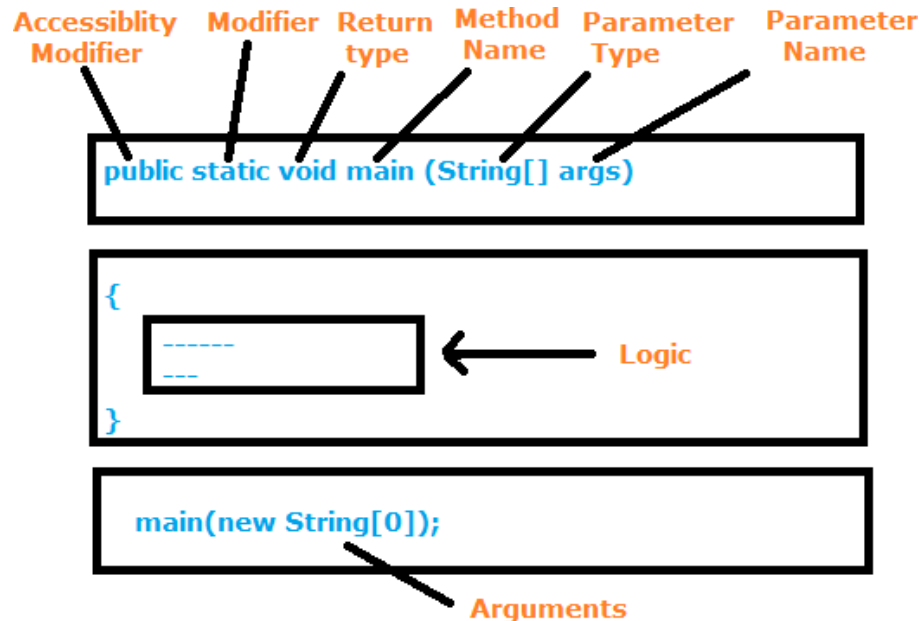 Accessiblity Modifier Return Method Parameter Parameter
Modifier type Name Type Name
public static void main (String[] args)
{
------
---
Logic
}
main(new String[0]);
Arguments